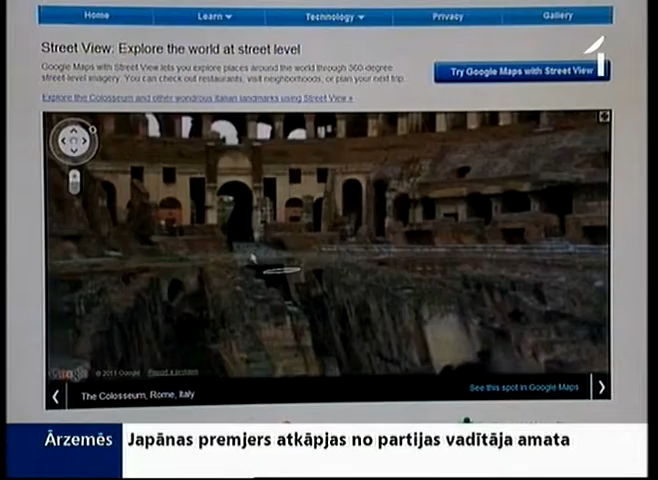 Home Learn Technology Privacy Gallery
Street View: Explore the world at street level
Google Maps with Street View lets you explore places around the world through 360-degree
street-level imagery. You can check out restaurants, visit neighborhoods, or plan your next trip.
Try Google Maps with Street View
Explore the Colosseum and other wondrous Italian landmarks using Street View »
1
Google © 2011 Google Report a problem
The Colosseum, Rome, Italy
See this spot in Google Maps
Ārzemēs Japānas premjers atkāpjas no partijas vadītāja amata